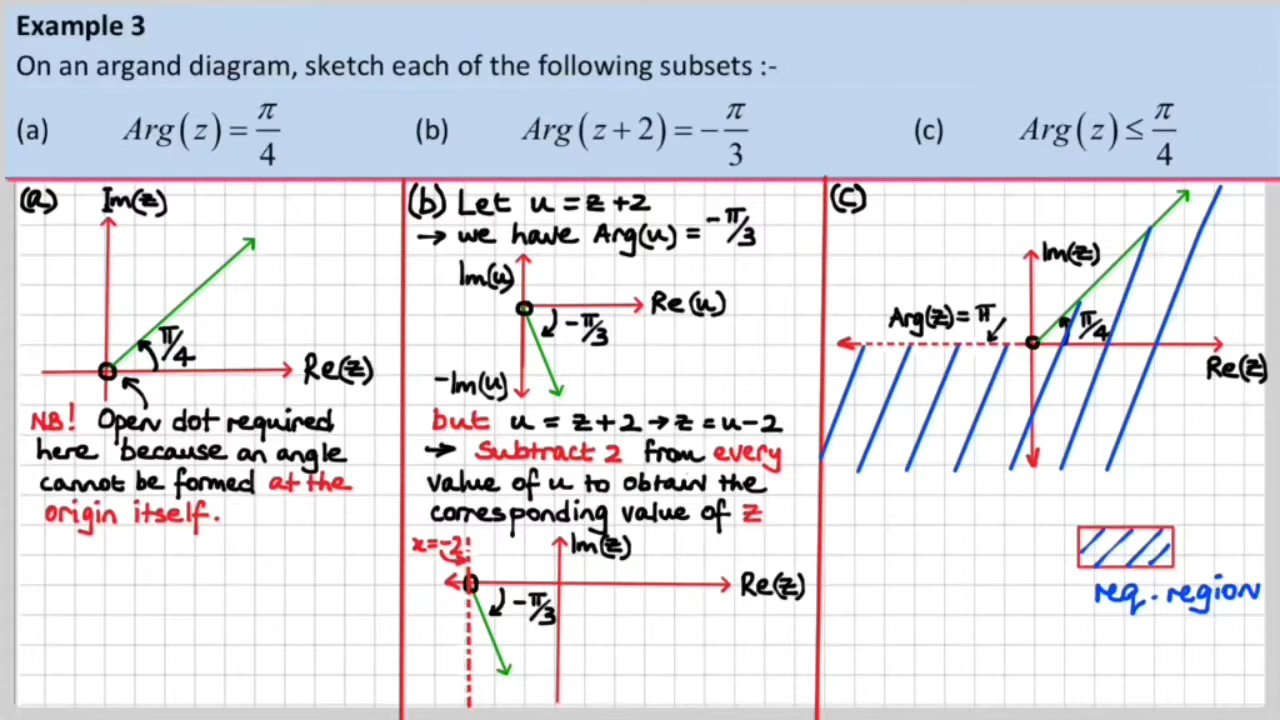 Example 3
On an argand diagram, sketch each of the following subsets :-
(a) Arg(z) = π/4 (b) Arg(z + 2) = -π/3 (c) Arg(z) ≤ π/4
(a) Im(z)
π/4
Re(z)
NB! Open dot required
here because an angle
cannot be formed at the
origin itself.
(b) Let u = z + 2
→ we have Arg(u) = -π/3
Im(u)
Re(u)
-π/3
-Im(u)
but u = z + 2 → z = u - 2
→ Subtract 2 from every
value of u to obtain the
corresponding value of z
x = -2
Im(z)
Re(z)
-π/3
(c)
Im(z)
Arg(z) = π
π/4
Re(z)
req. region